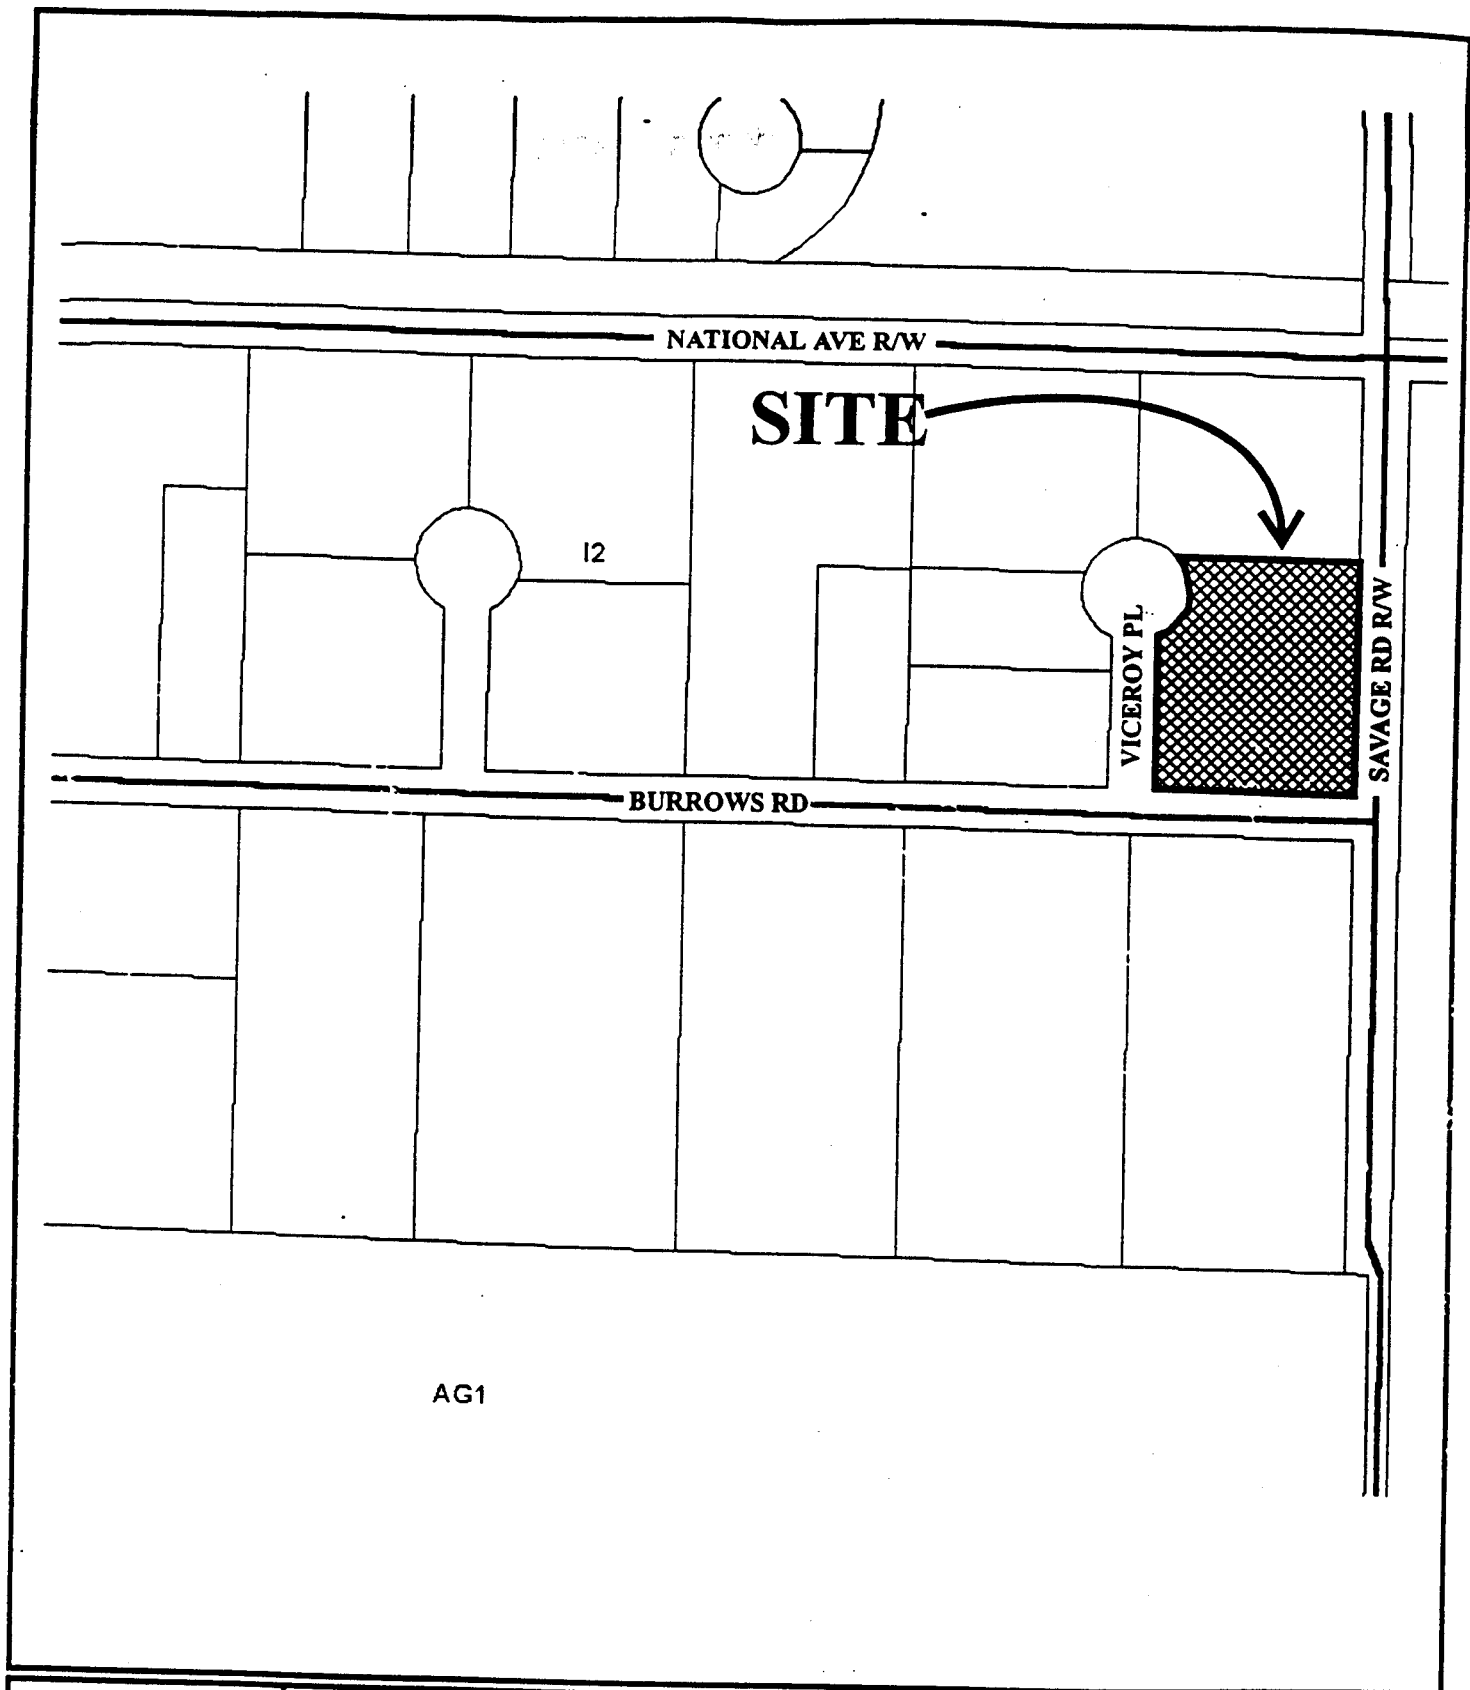 NATIONAL AVE R/W
SITE
I2
VICEROY PL
SAVAGE RD R/W
BURROWS RD
AG1